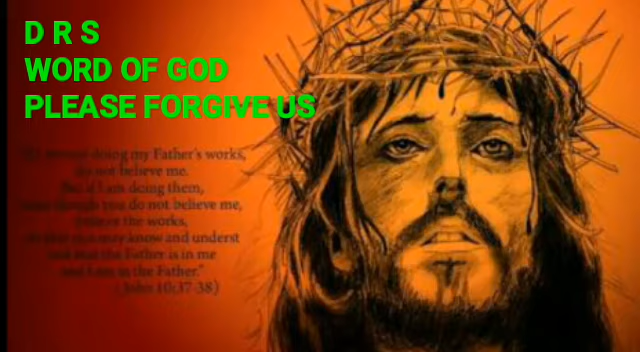 D R S
WORD OF GOD
PLEASE FORGIVE US
doing my Father's works,
do not believe me.
But if I am doing them,
you do not believe me,
believe the works,
may know and underst
that the Father is in me
and I am in the Father."
(John 10:37-38)